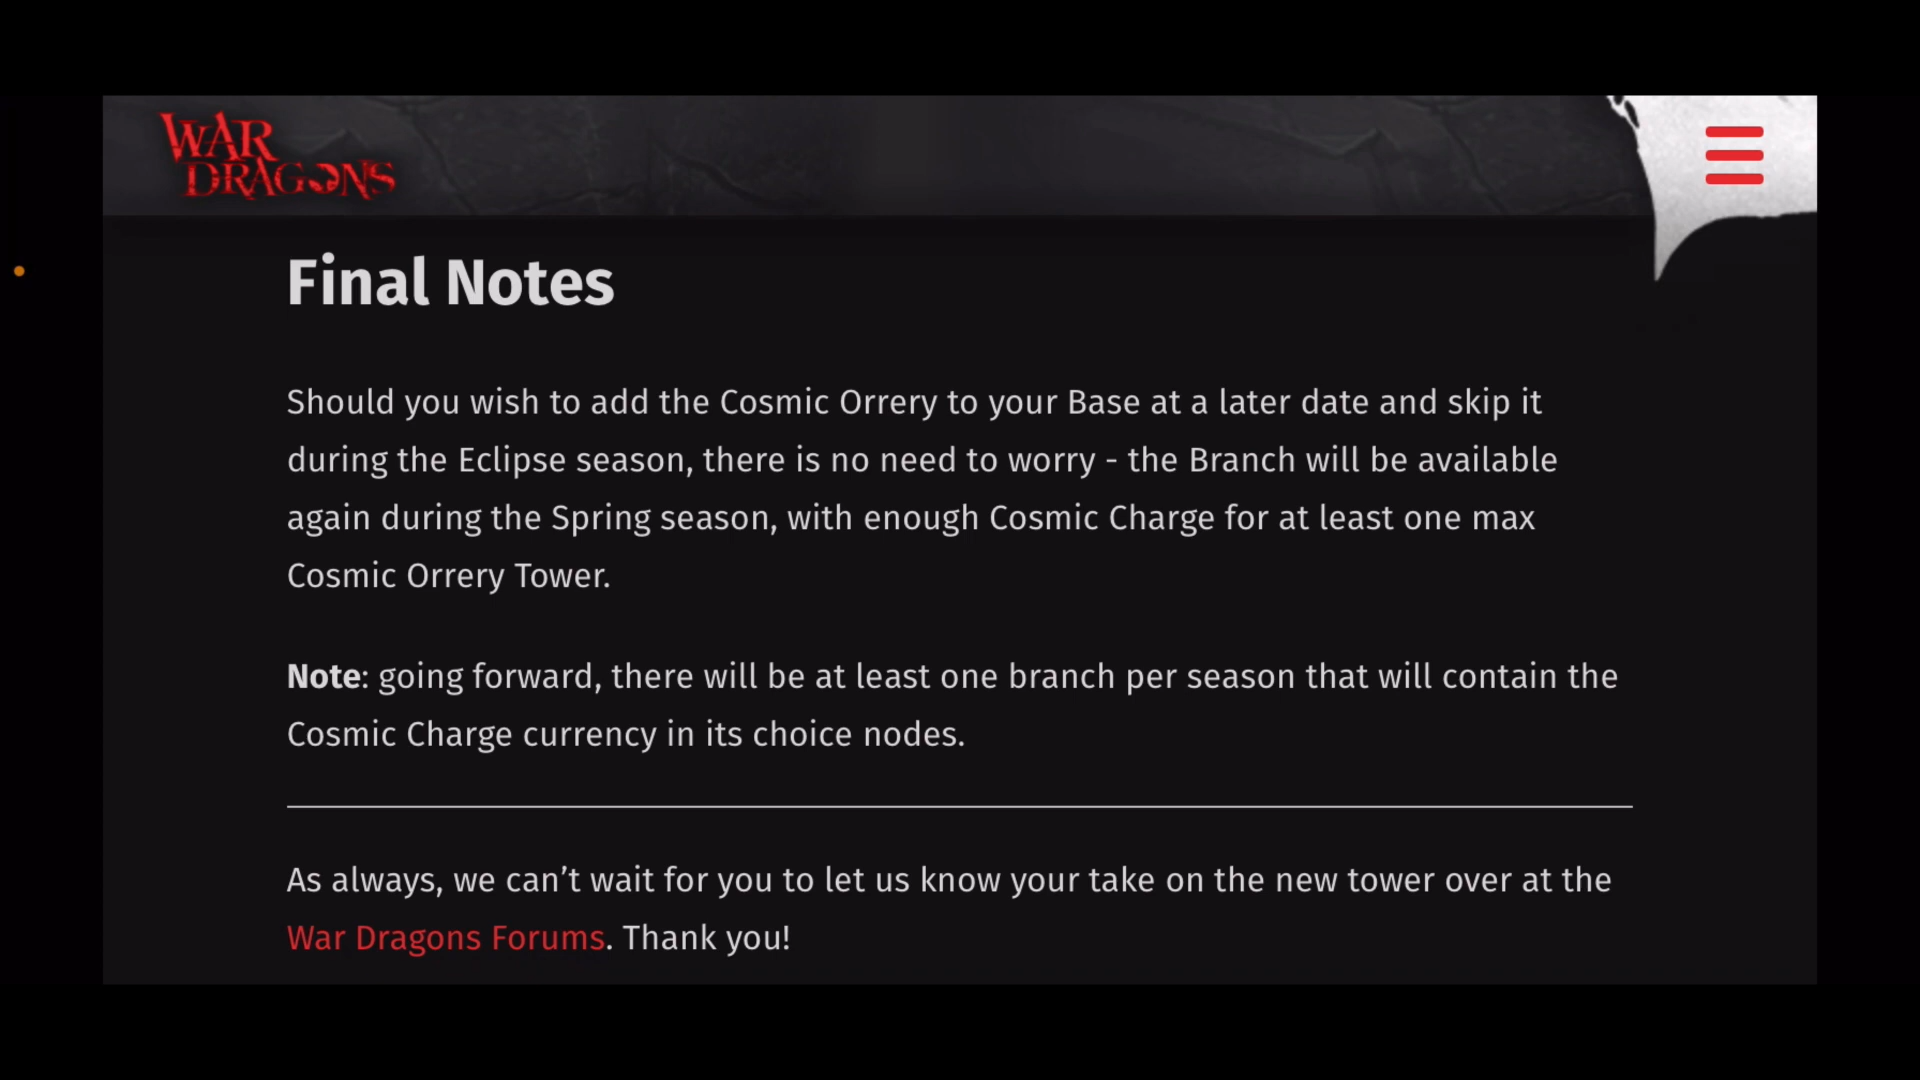 WAR
DRAGONS
Final Notes
Should you wish to add the Cosmic Orrery to your Base at a later date and skip it
during the Eclipse season, there is no need to worry - the Branch will be available
again during the Spring season, with enough Cosmic Charge for at least one max
Cosmic Orrery Tower.
Note: going forward, there will be at least one branch per season that will contain the
Cosmic Charge currency in its choice nodes.
As always, we can’t wait for you to let us know your take on the new tower over at the
War Dragons Forums. Thank you!